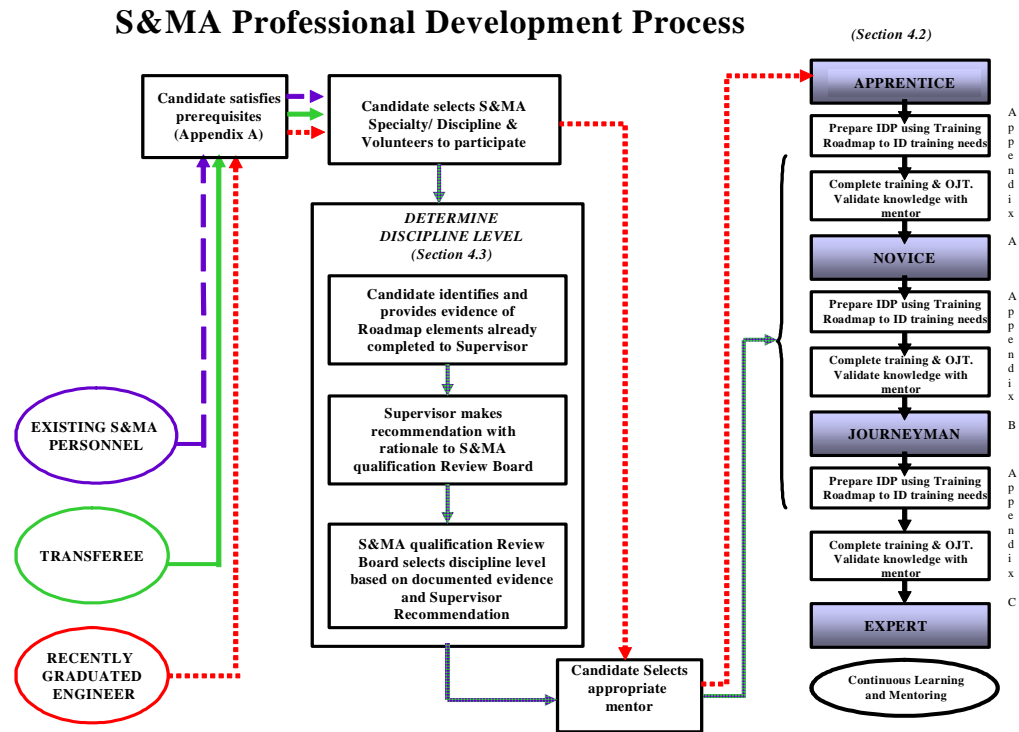 S&MA Professional Development Process
(Section 4.2)
Candidate satisfies
prerequisites
(Appendix A)
Candidate selects S&MA
Specialty/ Discipline &
Volunteers to participate
DETERMINE
DISCIPLINE LEVEL
(Section 4.3)
Candidate identifies and
provides evidence of
Roadmap elements already
completed to Supervisor
Supervisor makes
recommendation with
rationale to S&MA
qualification Review Board
S&MA qualification Review
Board selects discipline level
based on documented evidence
and Supervisor
Recommendation
EXISTING S&MA
PERSONNEL
TRANSFEREE
RECENTLY
GRADUATED
ENGINEER
Candidate Selects
appropriate
mentor
APPRENTICE
Prepare IDP using Training
Roadmap to ID training needs
Complete training & OJT.
Validate knowledge with
mentor
NOVICE
Prepare IDP using Training
Roadmap to ID training needs
Complete training & OJT.
Validate knowledge with
mentor
JOURNEYMAN
Prepare IDP using Training
Roadmap to ID training needs
Complete training & OJT.
Validate knowledge with
mentor
EXPERT
Continuous Learning
and Mentoring
Appendix A
Appendix B
Appendix C